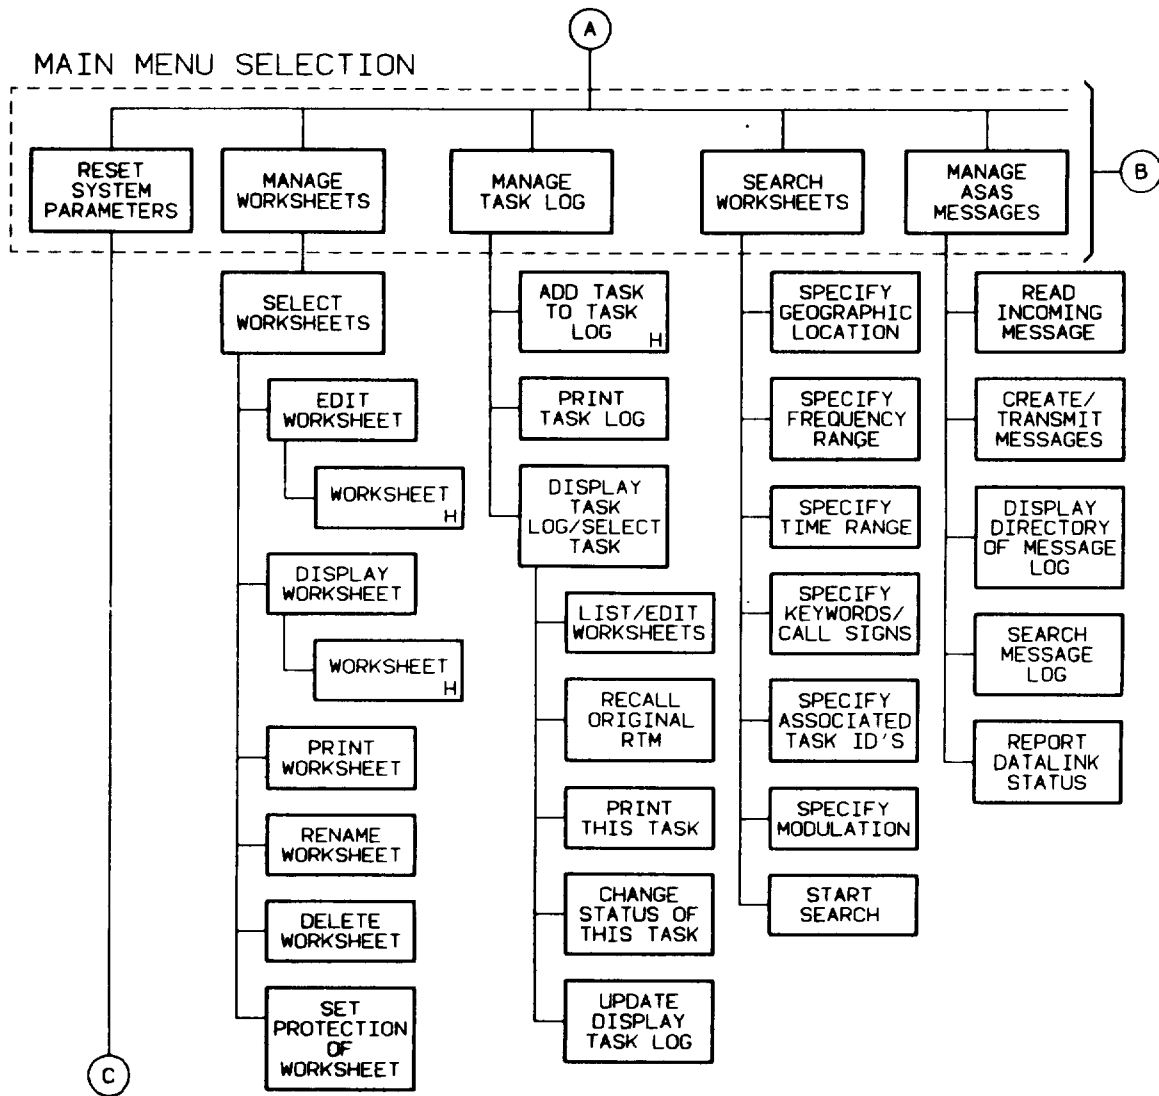 A
MAIN MENU SELECTION
RESET
SYSTEM
PARAMETERS
MANAGE
WORKSHEETS
MANAGE
TASK LOG
SEARCH
WORKSHEETS
MANAGE
ASAS
MESSAGES
B
SELECT
WORKSHEETS
EDIT
WORKSHEET
WORKSHEET
H
DISPLAY
WORKSHEET
WORKSHEET
H
PRINT
WORKSHEET
RENAME
WORKSHEET
DELETE
WORKSHEET
SET
PROTECTION
OF
WORKSHEET
ADD TASK
TO TASK
LOG
H
PRINT
TASK LOG
DISPLAY
TASK
LOG/SELECT
TASK
LIST/EDIT
WORKSHEETS
RECALL
ORIGINAL
RTM
PRINT
THIS TASK
CHANGE
STATUS OF
THIS TASK
UPDATE
DISPLAY
TASK LOG
SPECIFY
GEOGRAPHIC
LOCATION
SPECIFY
FREQUENCY
RANGE
SPECIFY
TIME RANGE
SPECIFY
KEYWORDS/
CALL SIGNS
SPECIFY
ASSOCIATED
TASK ID'S
SPECIFY
MODULATION
START
SEARCH
READ
INCOMING
MESSAGE
CREATE/
TRANSMIT
MESSAGES
DISPLAY
DIRECTORY
OF MESSAGE
LOG
SEARCH
MESSAGE
LOG
REPORT
DATALINK
STATUS
C